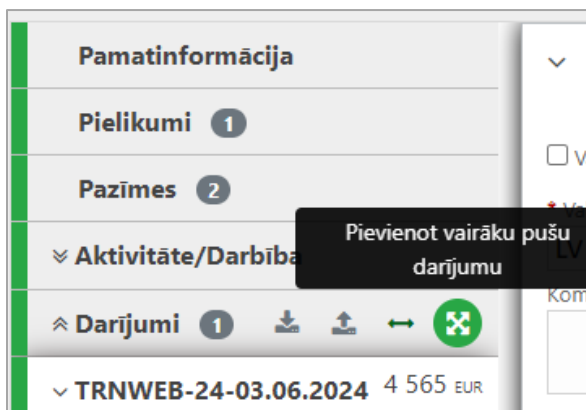 Pamatinformācija
Pielikumi 1
Pazīmes 2
Aktivitāte/Darbība
Pievienot vairāku pušu
darījumu
Darījumi 1
TRNWEB-24-03.06.2024 4 565 EUR